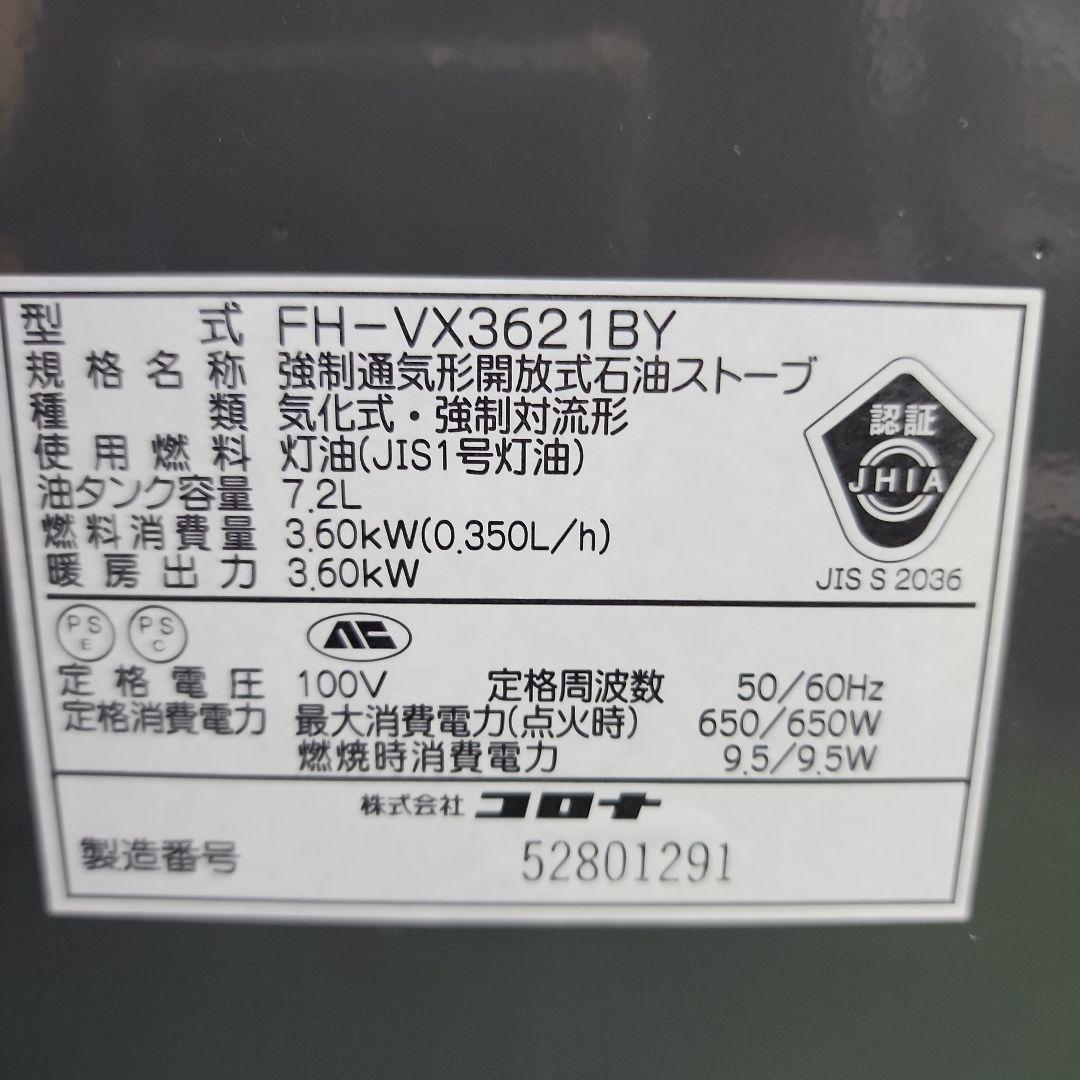 型式 FH-VX3621BY
規格名称 強制通気形開放式石油ストーブ
種類 気化式・強制対流形
使用燃料 灯油(JIS1号灯油)
油タンク容量 7.2L
燃料消費量 3.60kW(0.350L/h)
暖房出力 3.60kW
認証
JHIA
JIS S 2036
PS E PS C
定格電圧 100V 定格周波数 50/60Hz
定格消費電力 最大消費電力(点火時) 650/650W
燃焼時消費電力 9.5/9.5W
株式会社 コロナ
製造番号 52801291